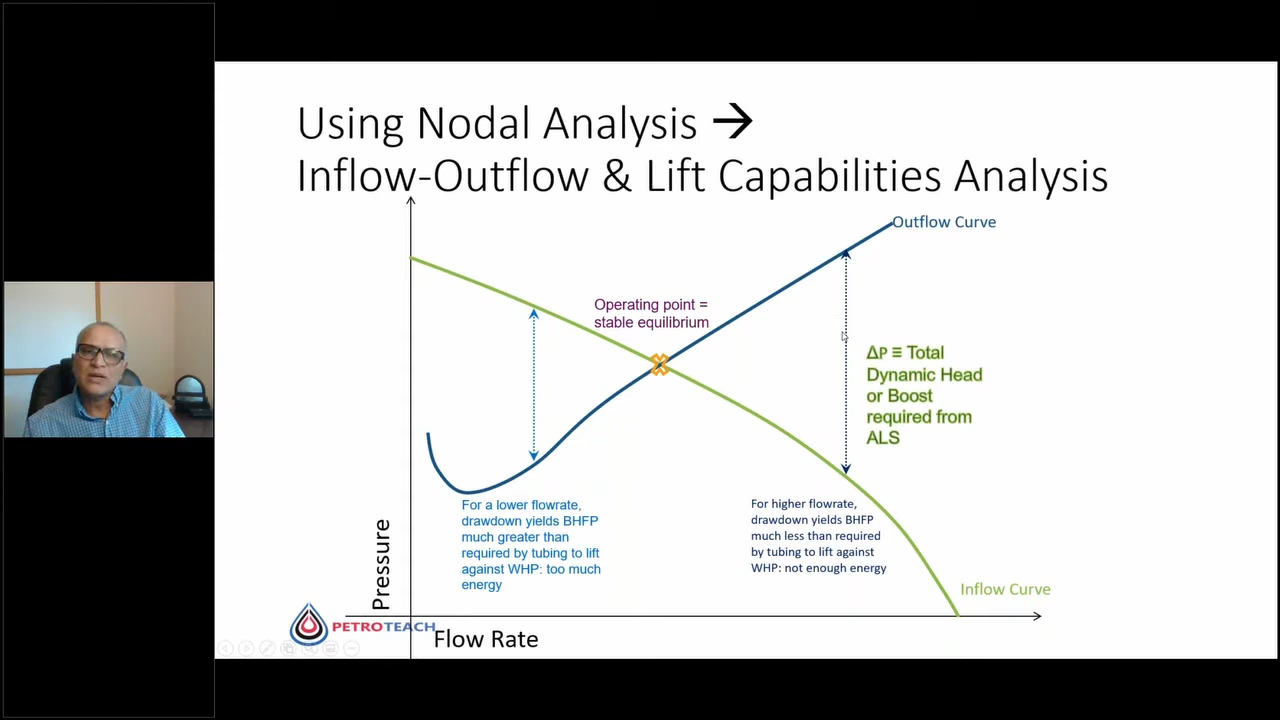 Using Nodal Analysis →
Inflow-Outflow & Lift Capabilities Analysis
Outflow Curve
Operating point =
stable equilibrium
ΔP ≡ Total
Dynamic Head
or Boost
required from
ALS
For a lower flowrate,
drawdown yields BHFP
much greater than
required by tubing to lift
against WHP: too much
energy
For higher flowrate,
drawdown yields BHFP
much less than required
by tubing to lift against
WHP: not enough energy
Inflow Curve
Pressure
PETROTEACH
Flow Rate